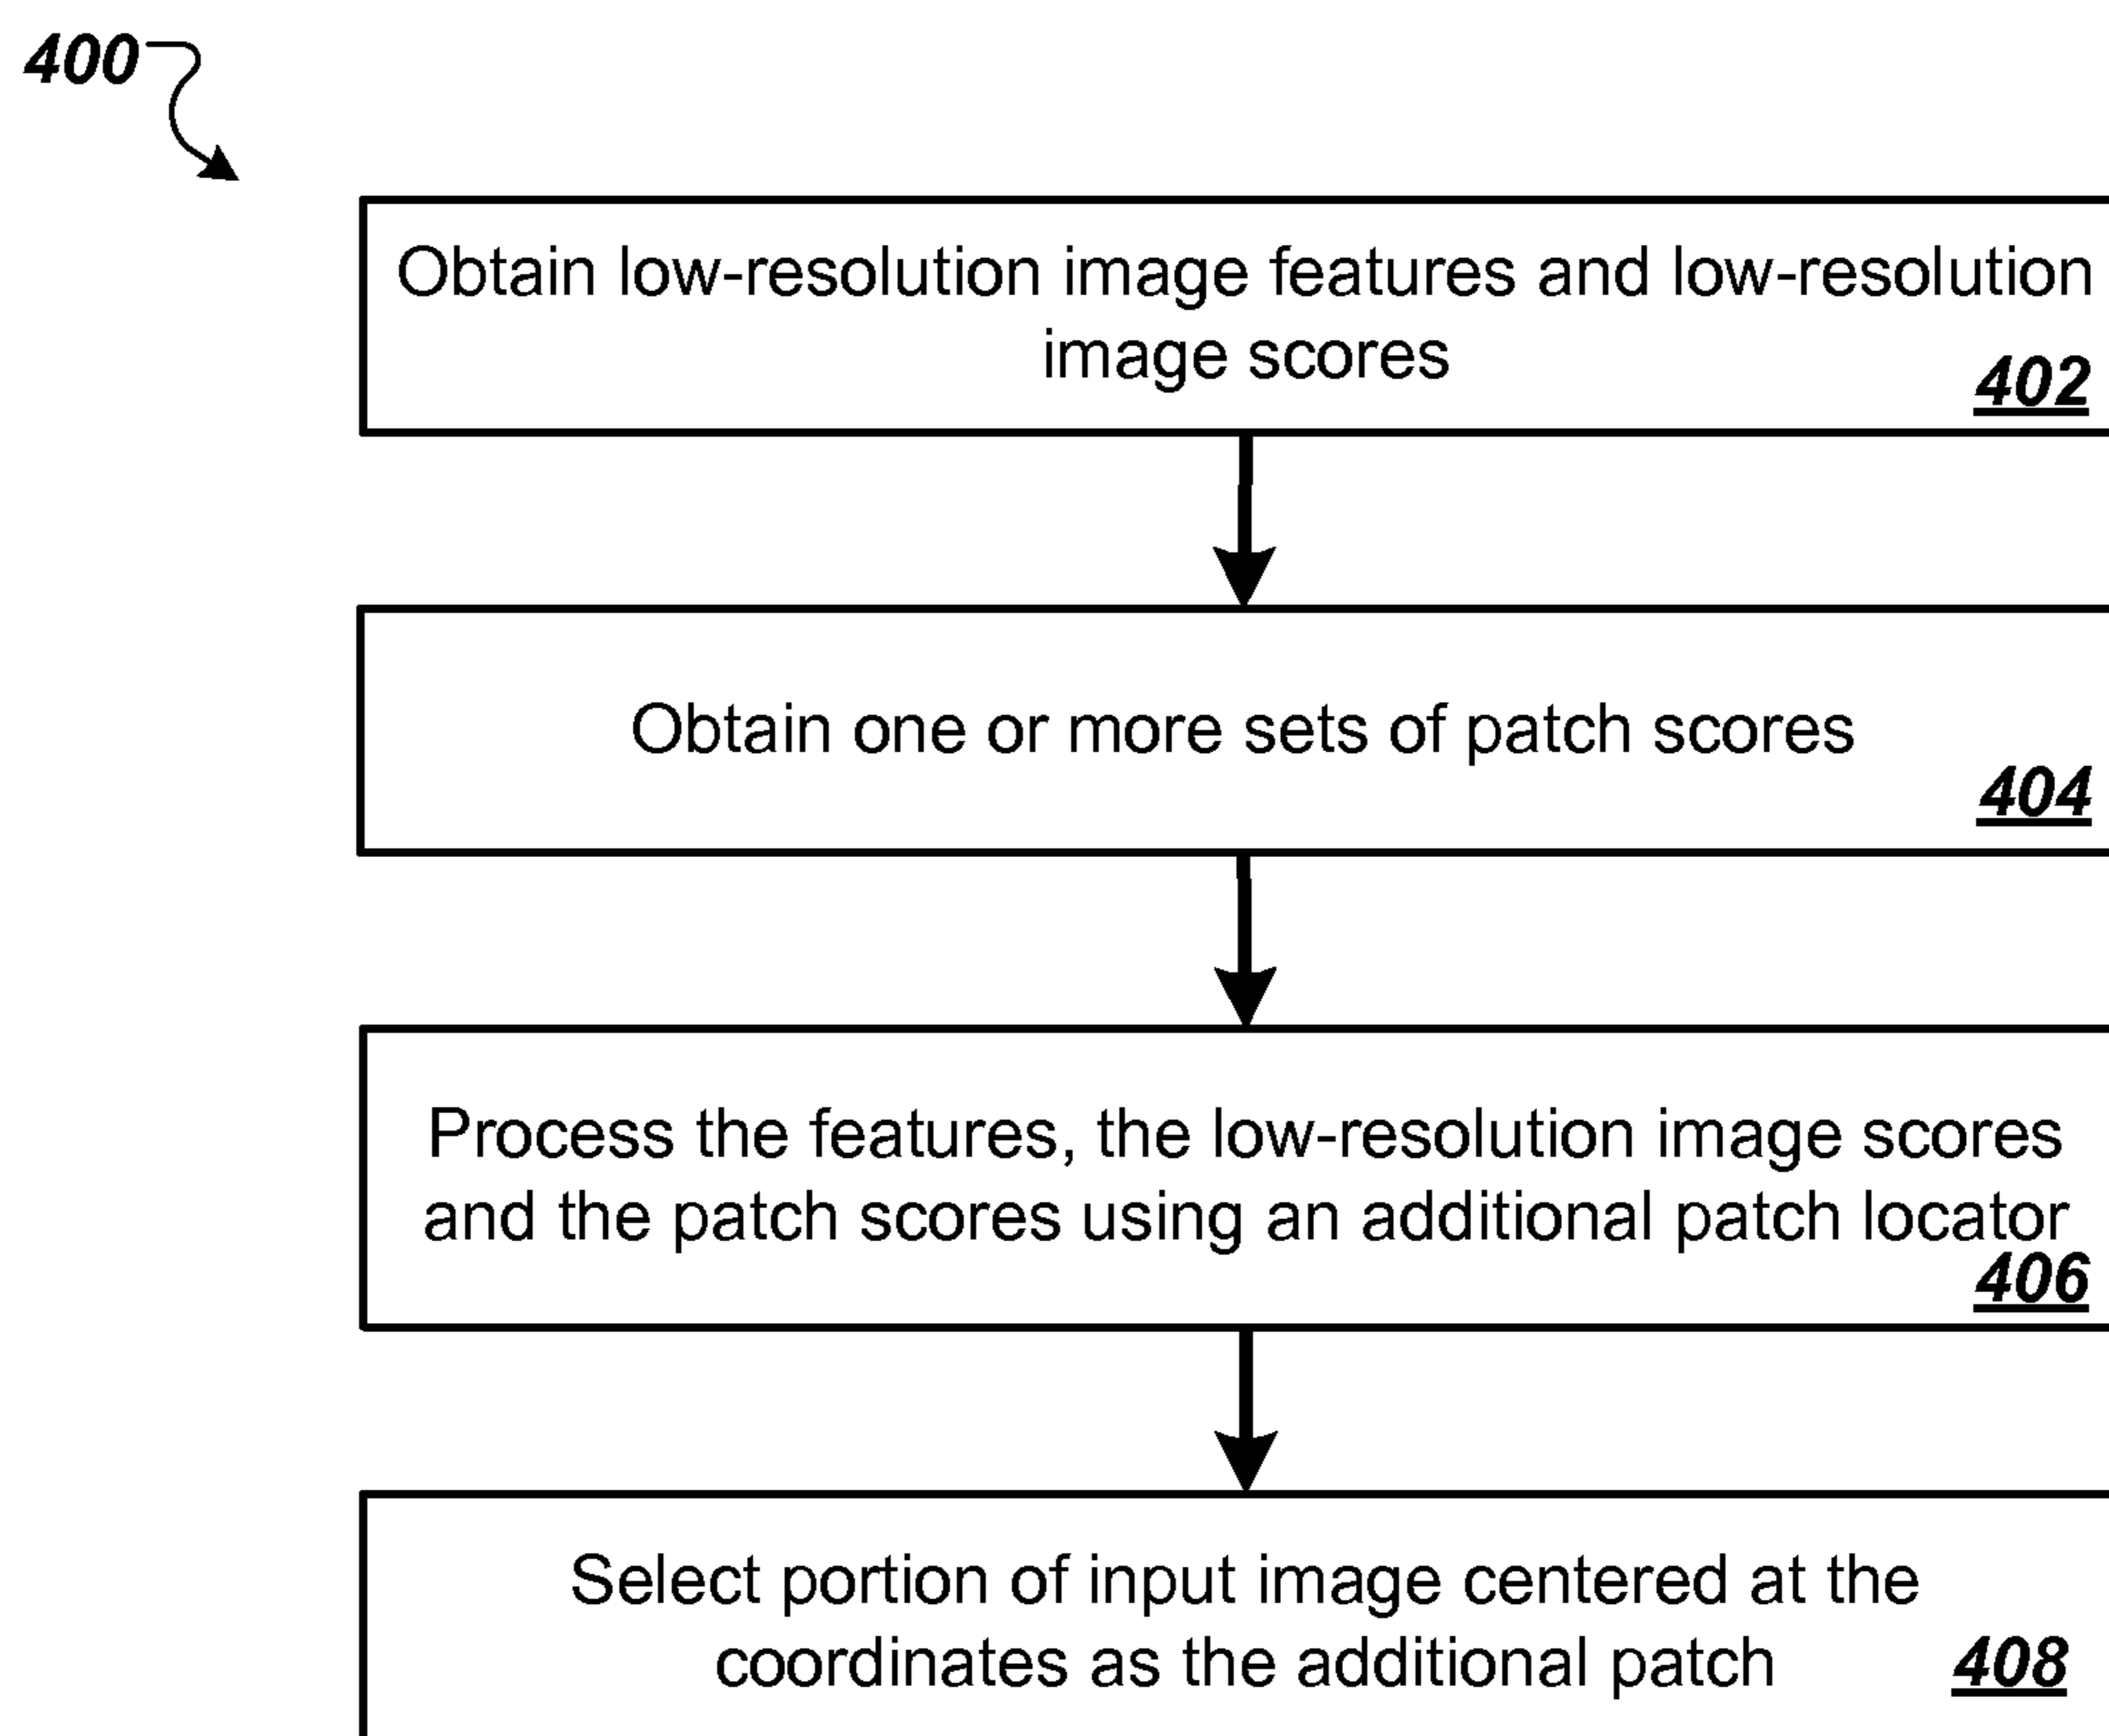 400
Obtain low-resolution image features and low-resolution
image scores
402
Obtain one or more sets of patch scores
404
Process the features, the low-resolution image scores
and the patch scores using an additional patch locator
406
Select portion of input image centered at the
coordinates as the additional patch
408